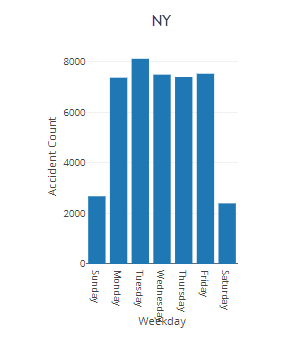 NY
Accident Count
8000
6000
4000
2000
0
Sunday
Monday
Tuesday
Wednesday
Thursday
Friday
Saturday
Weekday